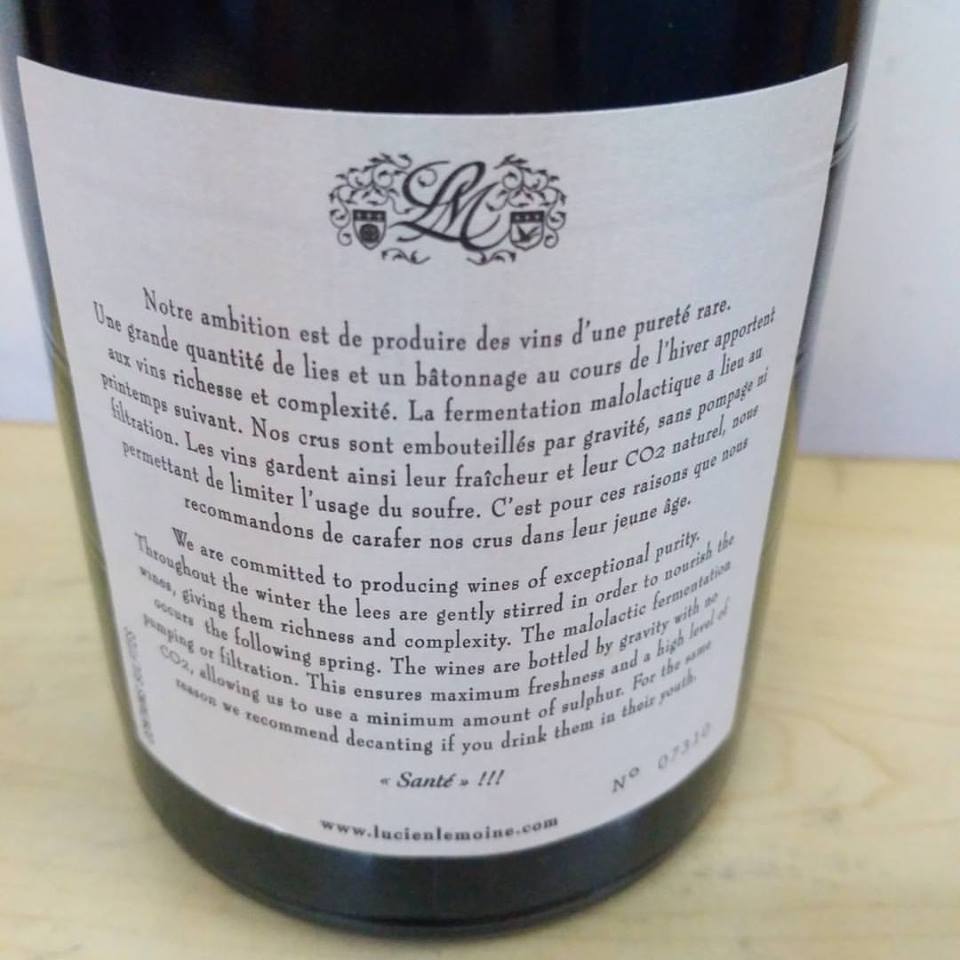 LM
Notre ambition est de produire des vins d'une pureté rare.
Une grande quantité de lies et un bâtonnage au cours de l'hiver apportent
aux vins richesse et complexité. La fermentation malolactique a lieu au
printemps suivant. Nos crus sont embouteillés par gravité, sans pompage ni
filtration. Les vins gardent ainsi leur fraîcheur et leur CO2 naturel, nous
permettant de limiter l'usage du soufre. C'est pour ces raisons que nous
recommandons de carafer nos crus dans leur jeune âge.
We are committed to producing wines of exceptional purity.
Throughout the winter the lees are gently stirred in order to nourish the
wines, giving them richness and complexity. The malolactic fermentation
occurs the following spring. The wines are bottled by gravity with no
pumping or filtration. This ensures maximum freshness and a high level of
CO2, allowing us to use a minimum amount of sulphur. For the same
reason we recommend decanting if you drink them in their youth.
« Santé » !!!
Nº 07310
www.lucienlemoine.com